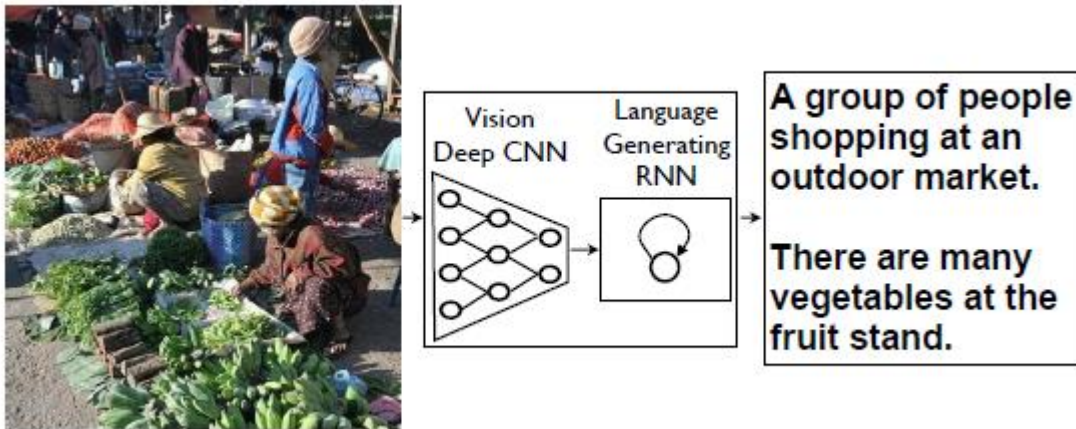 Vision
Deep CNN
Language
Generating
RNN
A group of people
shopping at an
outdoor market.
There are many
vegetables at the
fruit stand.